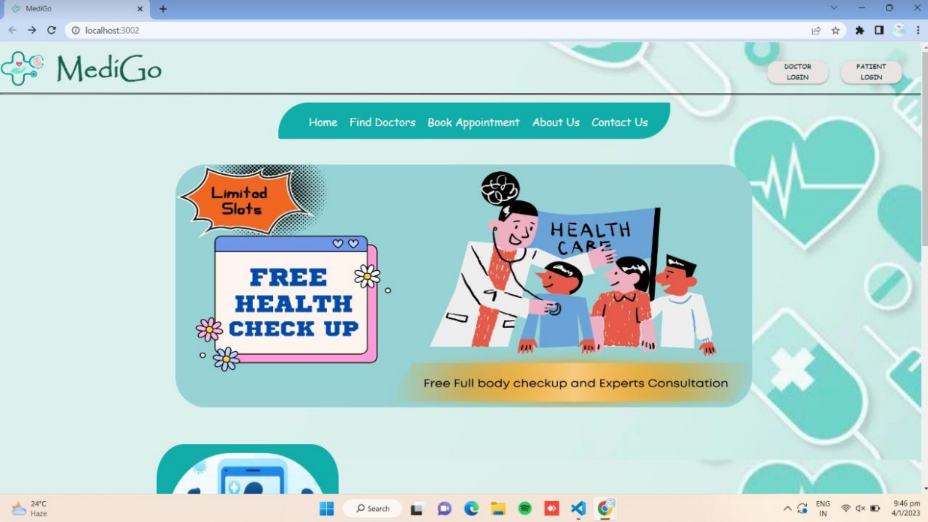 MediGo
localhost:3002
MediGo
DOCTOR
LOGIN
PATIENT
LOGIN
Home Find Doctors Book Appointment About Us Contact Us
Limited
Slots
HEALTH
CARE
FREE
HEALTH
CHECK UP
Free Full body checkup and Experts Consultation
24°C
Haze
Search
ENG
IN
9:46 pm
4/1/2023